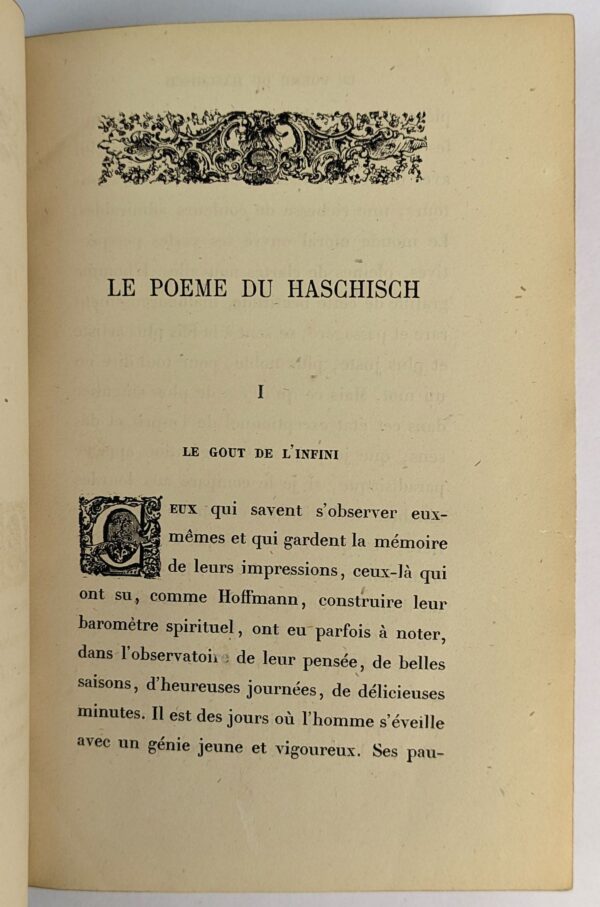 LE POEME DU HASCHISCH
I
LE GOUT DE L'INFINI
CEUX qui savent s'observer eux-
mêmes et qui gardent la mémoire
de leurs impressions, ceux-là qui
ont su, comme Hoffmann, construire leur
baromètre spirituel, ont eu parfois à noter,
dans l'observatoire de leur pensée, de belles
saisons, d'heureuses journées, de délicieuses
minutes. Il est des jours où l'homme s'éveille
avec un génie jeune et vigoureux. Ses pau-